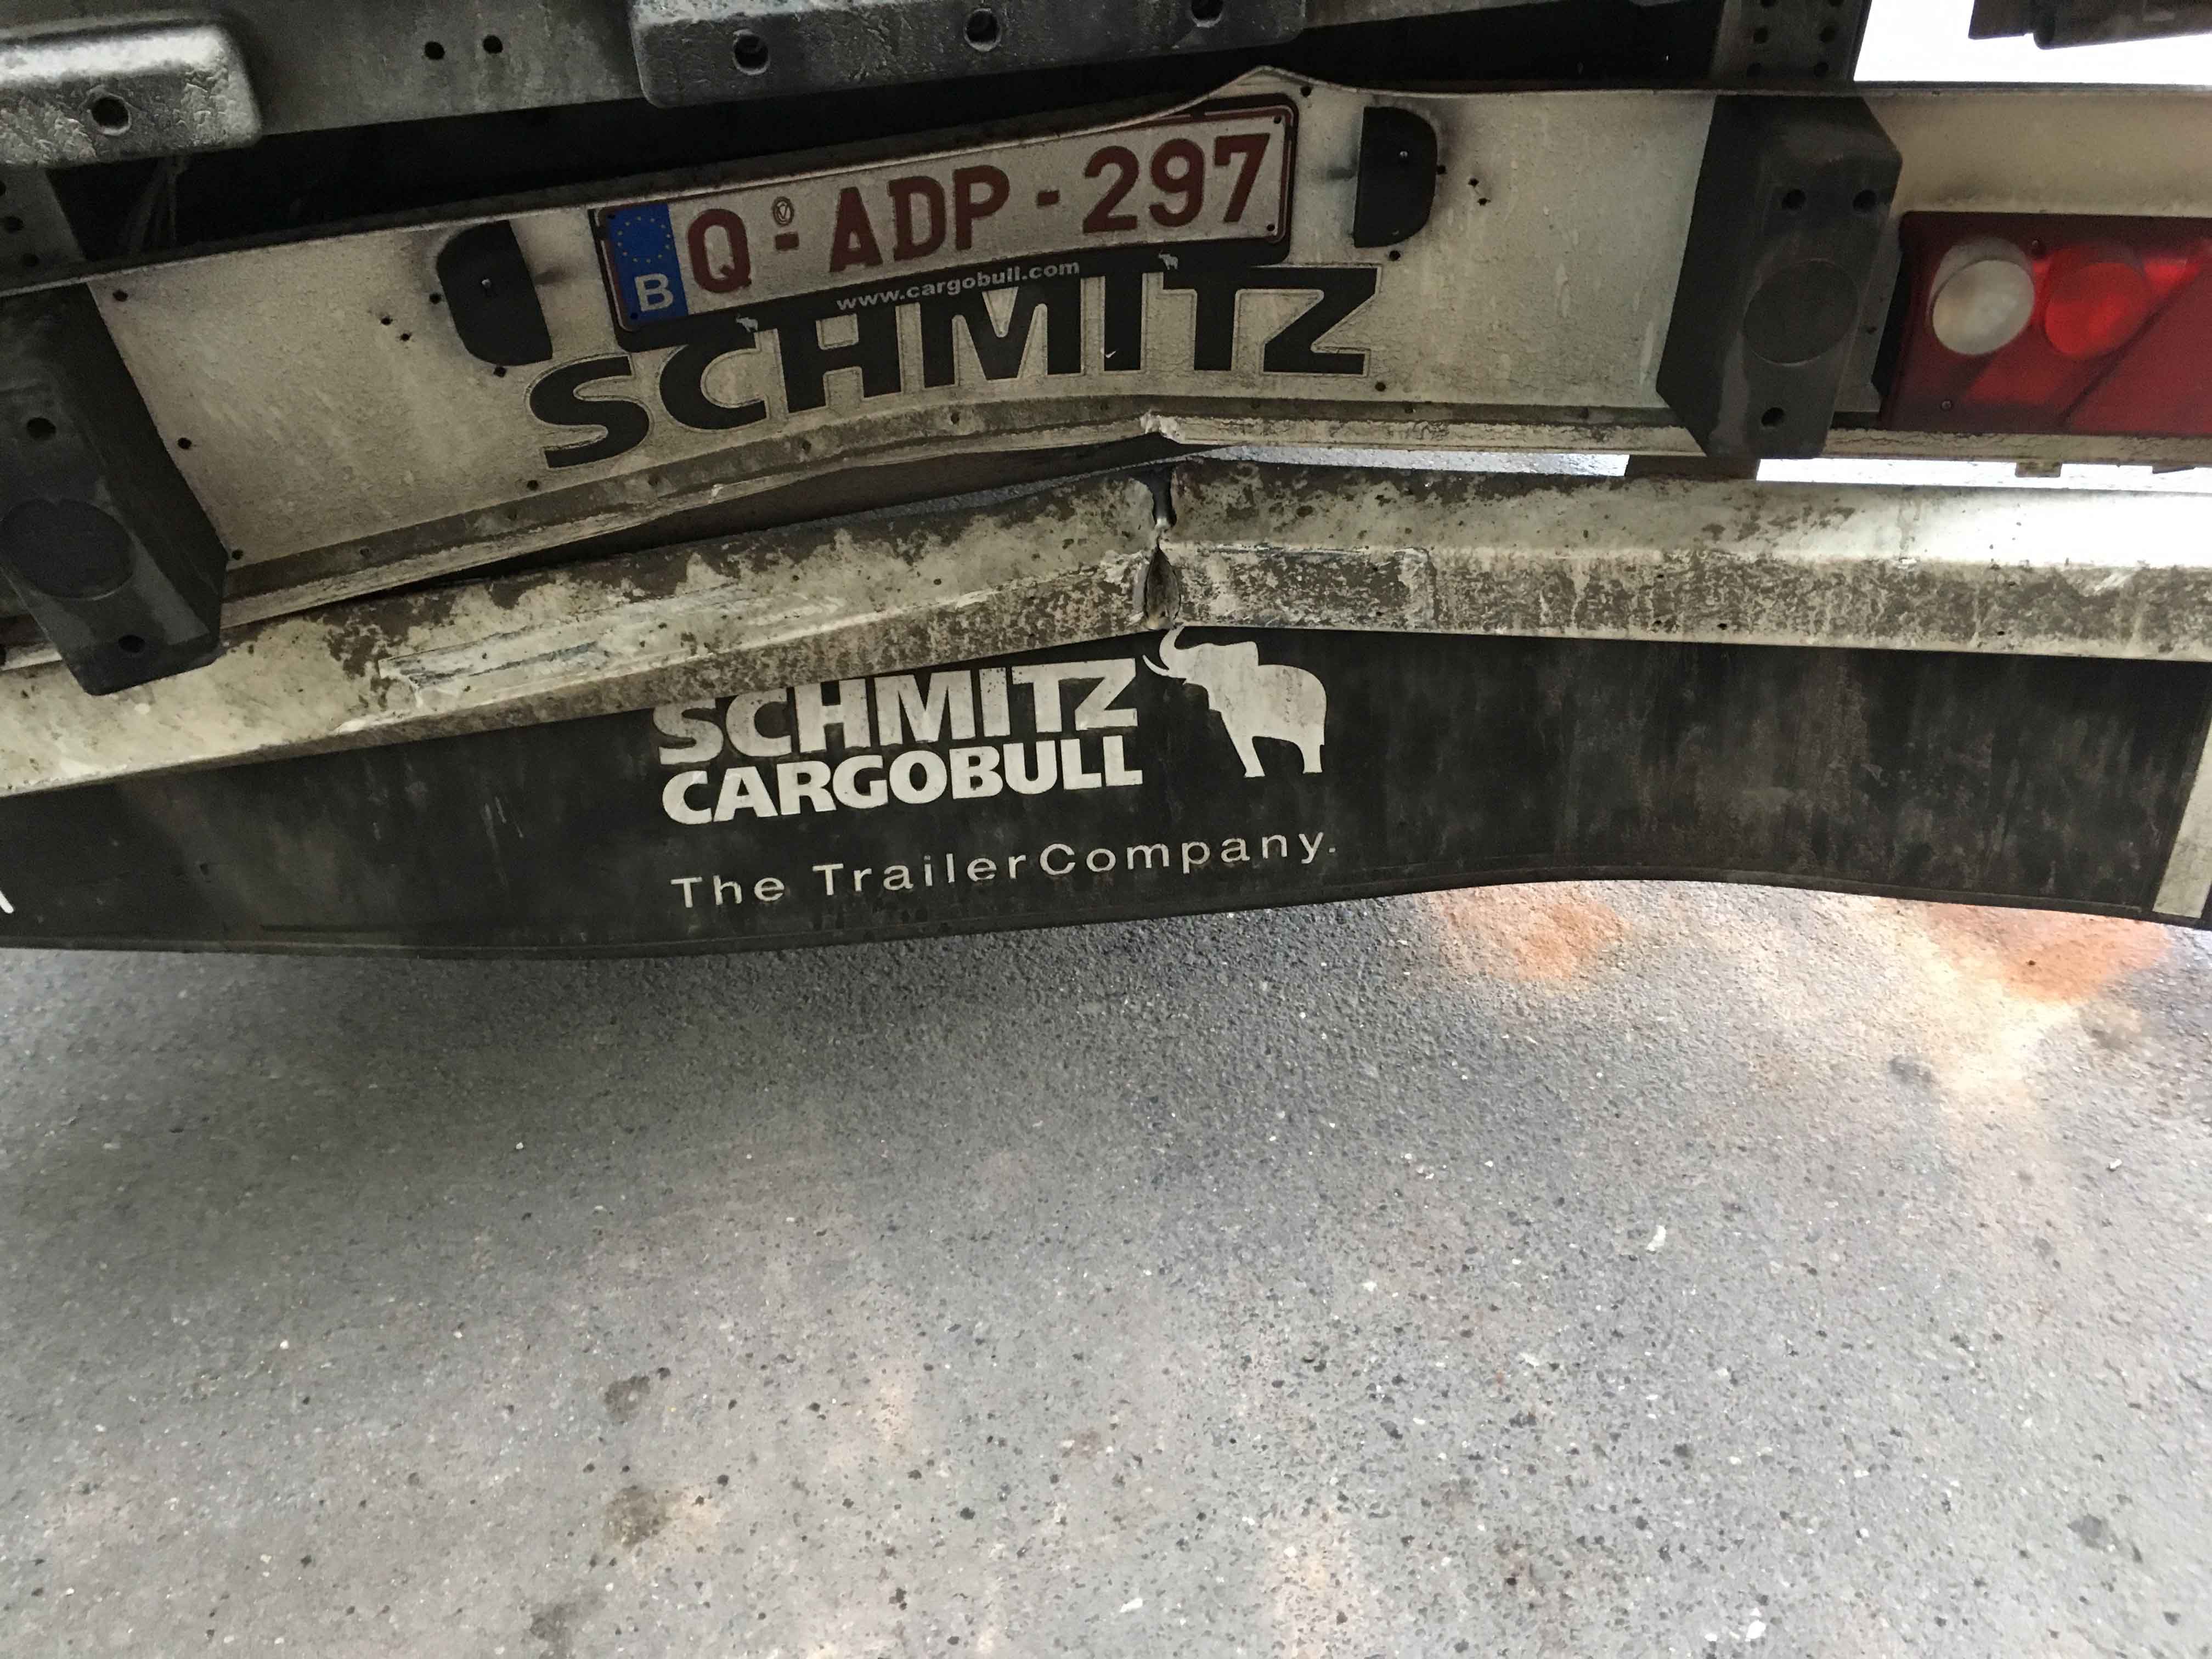 B Q-ADP-297
www.cargobull.com
SCHMITZ
SCHMITZ
CARGOBULL
The TrailerCompany.